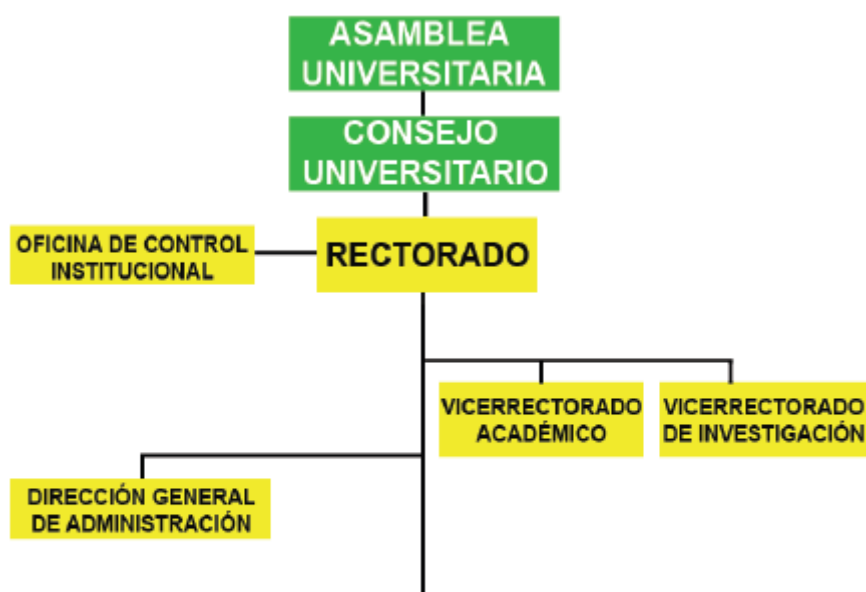 ASAMBLEA
UNIVERSITARIA
CONSEJO
UNIVERSITARIO
OFICINA DE CONTROL
INSTITUCIONAL
RECTORADO
VICERRECTORADO
ACADÉMICO
VICERRECTORADO
DE INVESTIGACIÓN
DIRECCIÓN GENERAL
DE ADMINISTRACIÓN